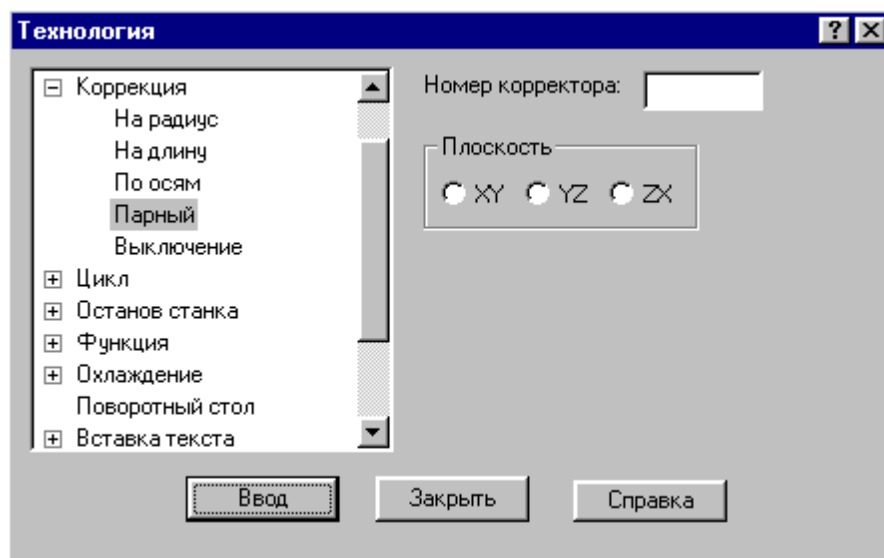 Технология
Коррекция
На радиус
На длину
По осям
Парный
Выключение
Цикл
Останов станка
Функция
Охлаждение
Поворотный стол
Вставка текста
Номер корректора:
Плоскость
XY YZ ZX
Ввод Закрыть Справка